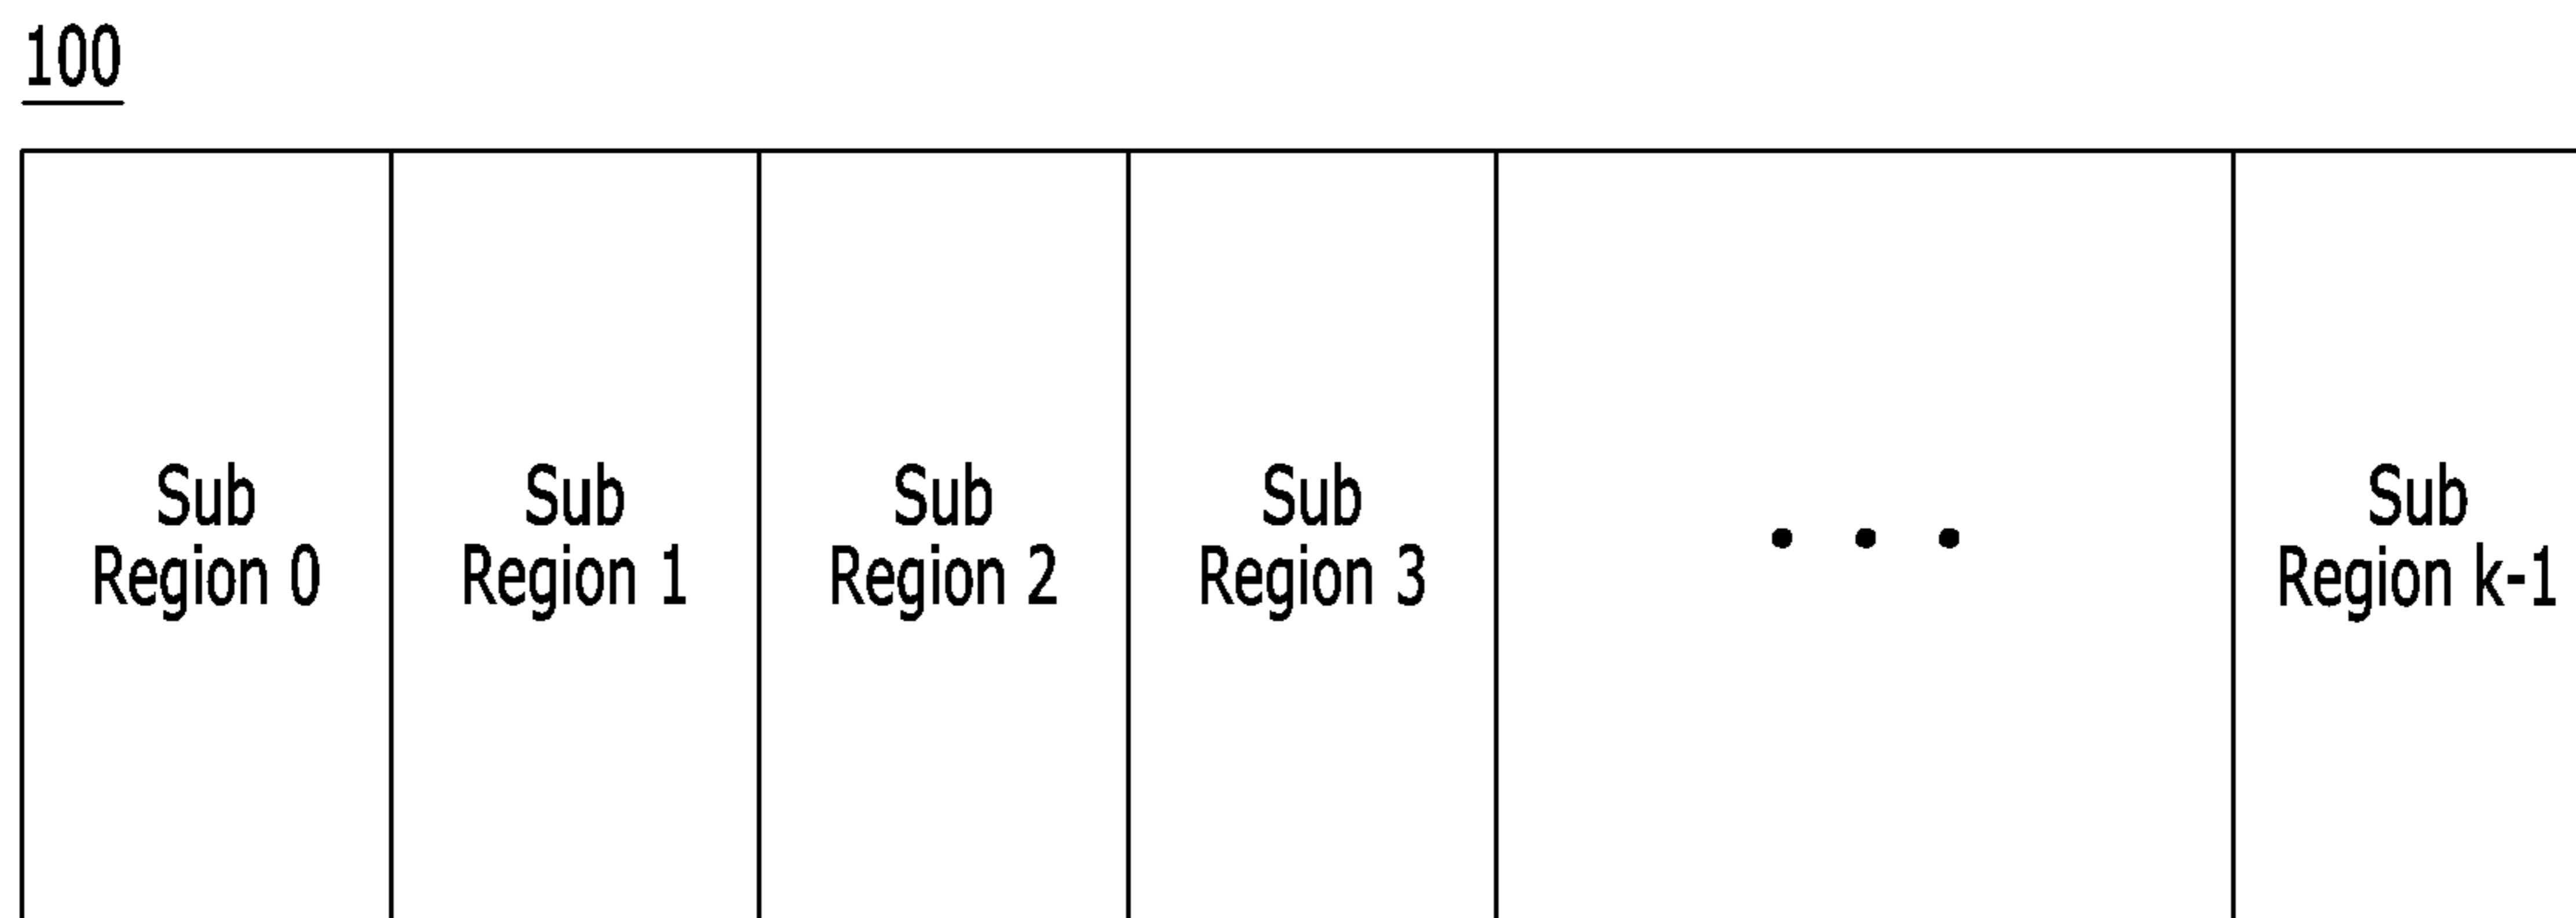 100
Sub
Region 0
Sub
Region 1
Sub
Region 2
Sub
Region 3
• • •
Sub
Region k-1